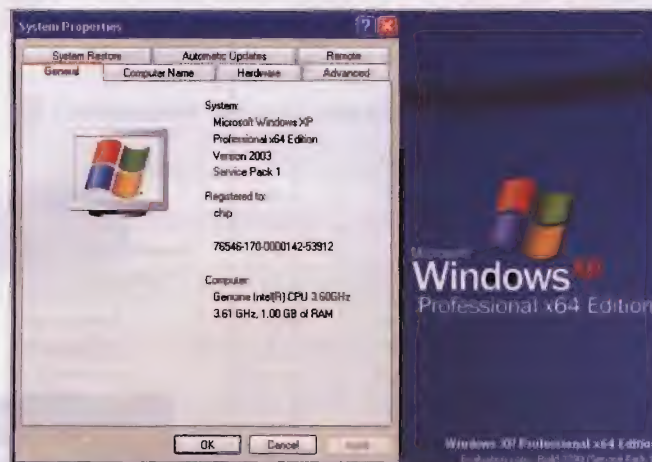 System Properties
System Restore
Automatic Updates
Remote
General
Computer Name
Hardware
Advanced
System:
Microsoft Windows XP
Professional x64 Edition
Version 2003
Service Pack 1
Registered to:
chip
76546-170-0000142-53912
Computer:
Genuine Intel(R) CPU 3.60GHz
3.61 GHz, 1.00 GB of RAM
OK
Cancel
Apply
Microsoft
Windows XP
Professional x64 Edition
Windows XP Professional x64 Editio
Build